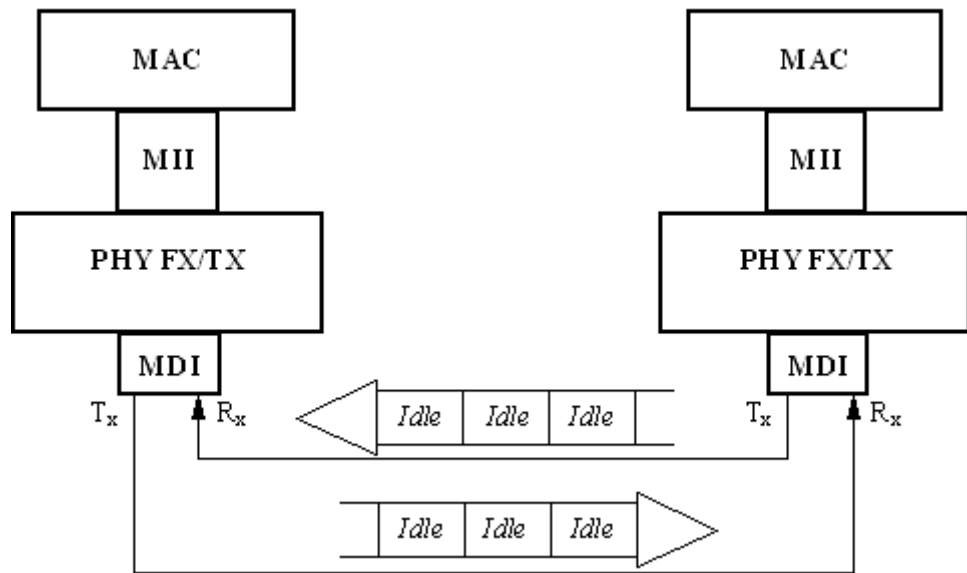 MAC
MAC
MII
MII
PHY FX/TX
PHY FX/TX
MDI
MDI
Tx
Rx
Idle
Idle
Idle
Tx
Rx
Idle
Idle
Idle